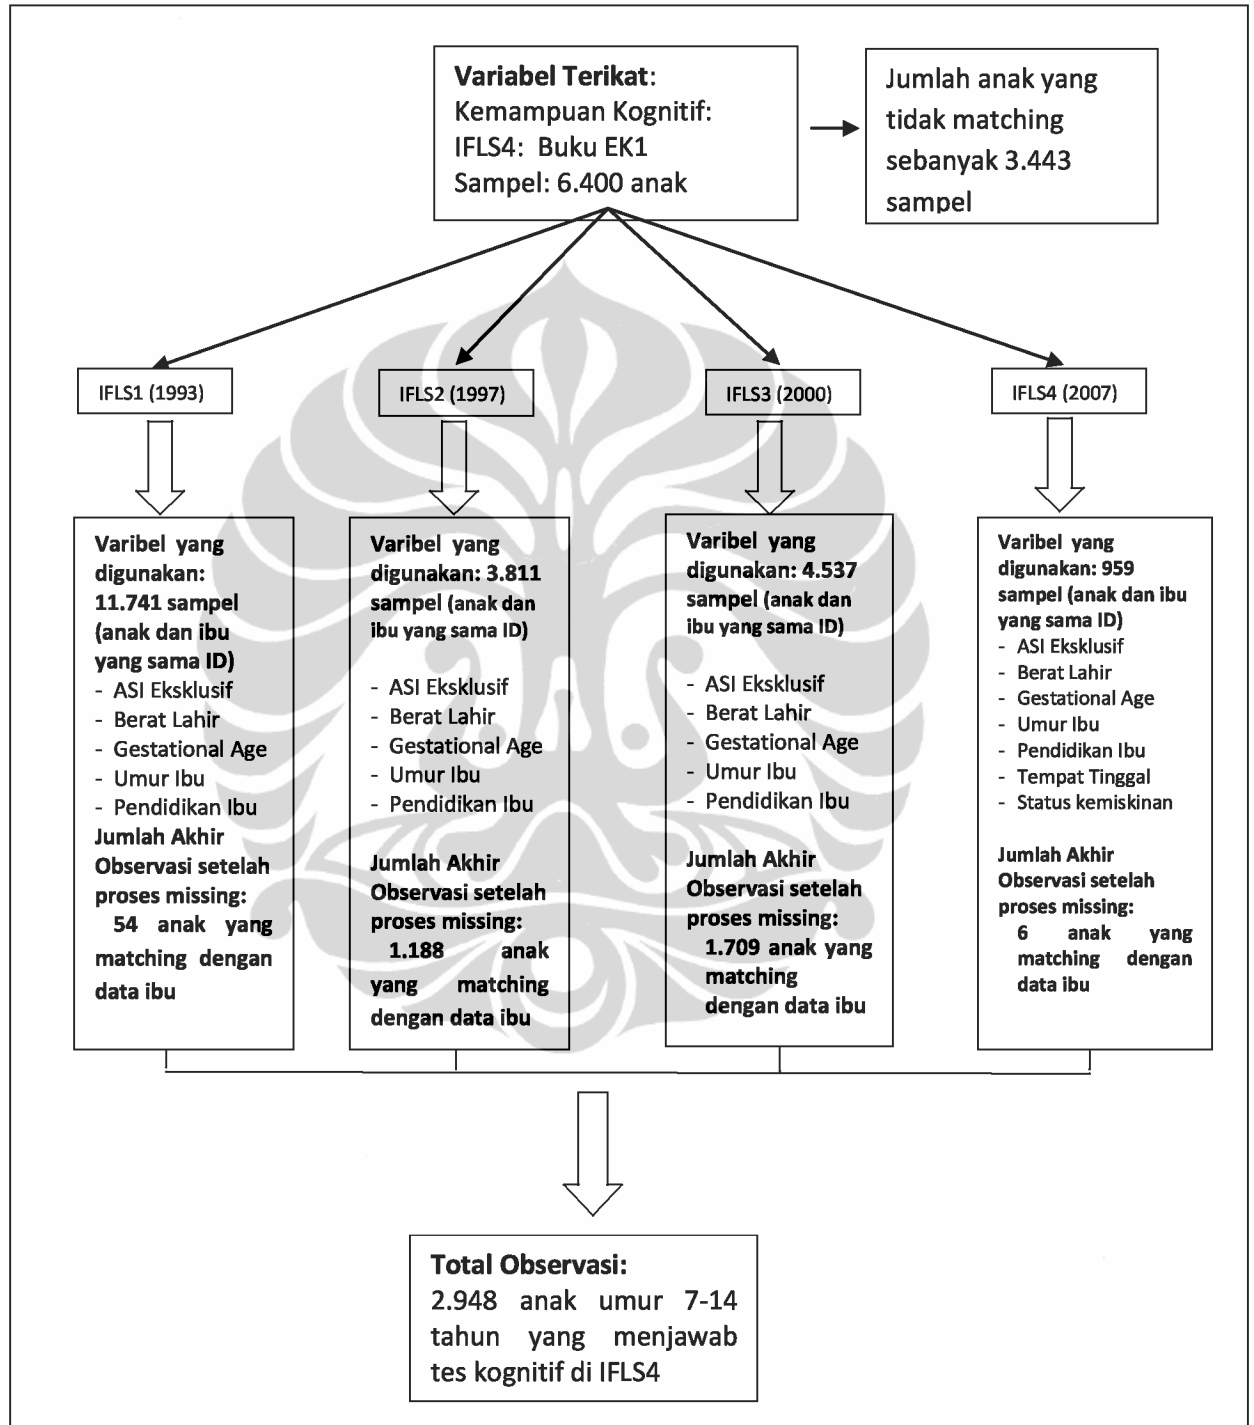 Variabel Terikat:
Kemampuan Kognitif:
IFLS4: Buku EK1
Sampel: 6.400 anak
Jumlah anak yang
tidak matching
sebanyak 3.443
sampel
IFLS1 (1993)
IFLS2 (1997)
IFLS3 (2000)
IFLS4 (2007)
Varibel yang
digunakan:
11.741 sampel
(anak dan ibu
yang sama ID)
- ASI Eksklusif
- Berat Lahir
- Gestational Age
- Umur Ibu
- Pendidikan Ibu
Jumlah Akhir
Observasi setelah
proses missing:
54 anak yang
matching dengan
data ibu
Varibel yang
digunakan: 3.811
sampel (anak dan
ibu yang sama ID)
- ASI Eksklusif
- Berat Lahir
- Gestational Age
- Umur Ibu
- Pendidikan Ibu
Jumlah Akhir
Observasi setelah
proses missing:
1.188 anak
yang matching
dengan data ibu
Varibel yang
digunakan: 4.537
sampel (anak dan
ibu yang sama ID)
- ASI Eksklusif
- Berat Lahir
- Gestational Age
- Umur Ibu
- Pendidikan Ibu
Jumlah Akhir
Observasi setelah
proses missing:
1.709 anak yang
matching
dengan data ibu
Varibel yang
digunakan: 959
sampel (anak dan ibu
yang sama ID)
- ASI Eksklusif
- Berat Lahir
- Gestational Age
- Umur Ibu
- Pendidikan Ibu
- Tempat Tinggal
- Status kemiskinan
Jumlah Akhir
Observasi setelah
proses missing:
6 anak yang
matching dengan
data ibu
Total Observasi:
2.948 anak umur 7-14
tahun yang menjawab
tes kognitif di IFLS4